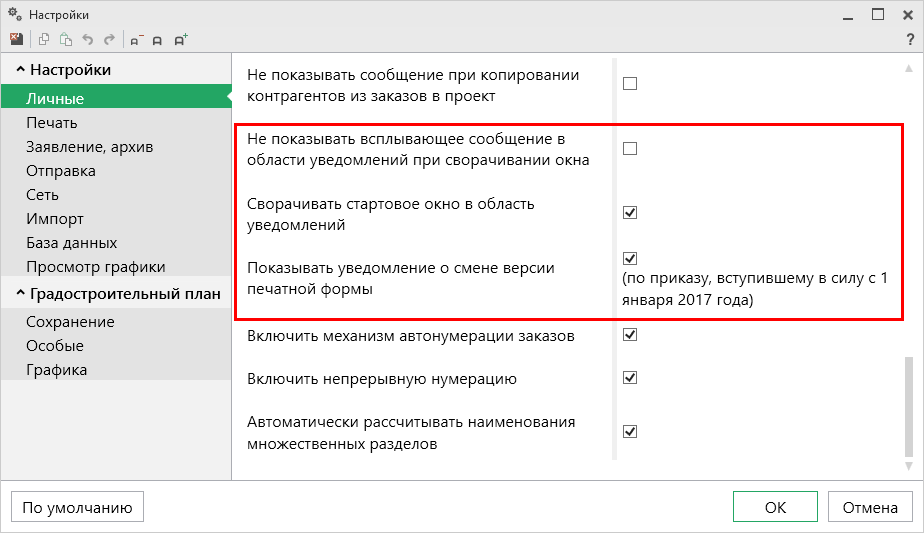 Настройки
?
Настройки
Личные
Печать
Заявление, архив
Отправка
Сеть
Импорт
База данных
Просмотр графики
Градостроительный план
Сохранение
Особые
Графика
Не показывать сообщение при копировании
контрагентов из заказов в проект
Не показывать всплывающее сообщение в
области уведомлений при сворачивании окна
Сворачивать стартовое окно в область
уведомлений
Показывать уведомление о смене версии
печатной формы
(по приказу, вступившему в силу с 1
января 2017 года)
Включить механизм автонумерации заказов
Включить непрерывную нумерацию
Автоматически рассчитывать наименования
множественных разделов
По умолчанию
ОК
Отмена